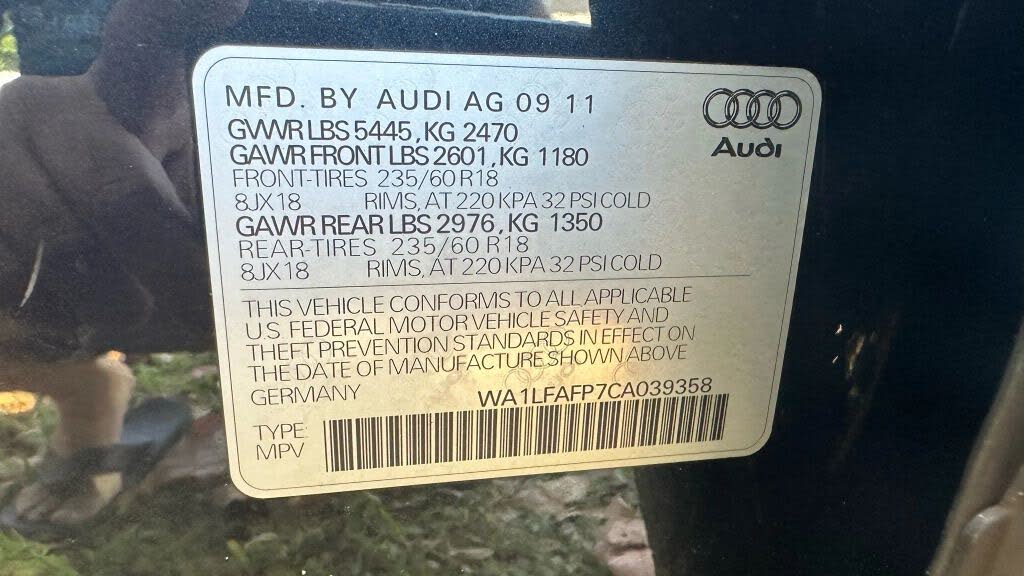 MFD. BY AUDI AG 09 11
GVWR LBS 5445, KG 2470
GAWR FRONT LBS 2601, KG 1180
FRONT-TIRES 235/60 R18
8JX18 RIMS, AT 220 KPA 32 PSI COLD
GAWR REAR LBS 2976, KG 1350
REAR-TIRES 235/60 R18
8JX18 RIMS, AT 220 KPA 32 PSI COLD
Audi
THIS VEHICLE CONFORMS TO ALL APPLICABLE
U.S. FEDERAL MOTOR VEHICLE SAFETY AND
THEFT PREVENTION STANDARDS IN EFFECT ON
THE DATE OF MANUFACTURE SHOWN ABOVE
GERMANY WA1LFAFP7CA039358
TYPE:
MPV